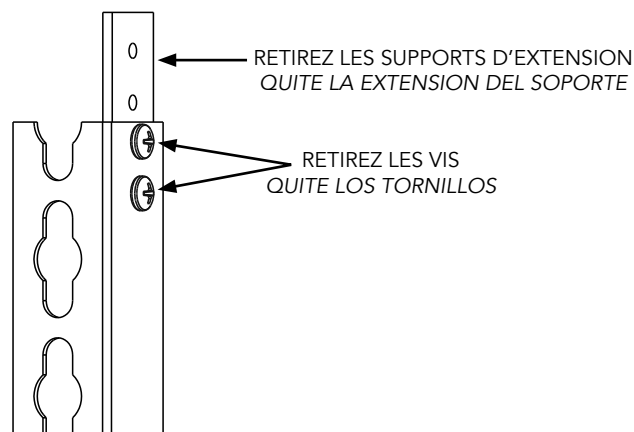 RETIREZ LES SUPPORTS D’EXTENSION
QUITE LA EXTENSION DEL SOPORTE
RETIREZ LES VIS
QUITE LOS TORNILLOS